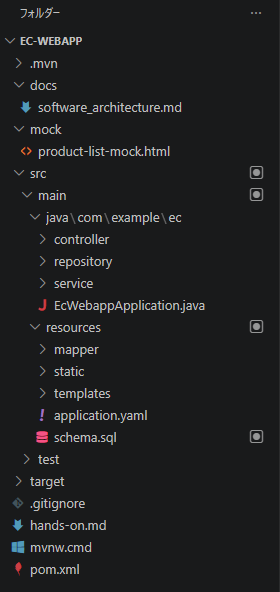 フォルダー
EC-WEBAPP
.mvn
docs
software_architecture.md
mock
product-list-mock.html
src
main
java\com\example\ec
controller
repository
service
EcWebappApplication.java
resources
mapper
static
templates
application.yaml
schema.sql
test
target
.gitignore
hands-on.md
mvnw.cmd
pom.xml